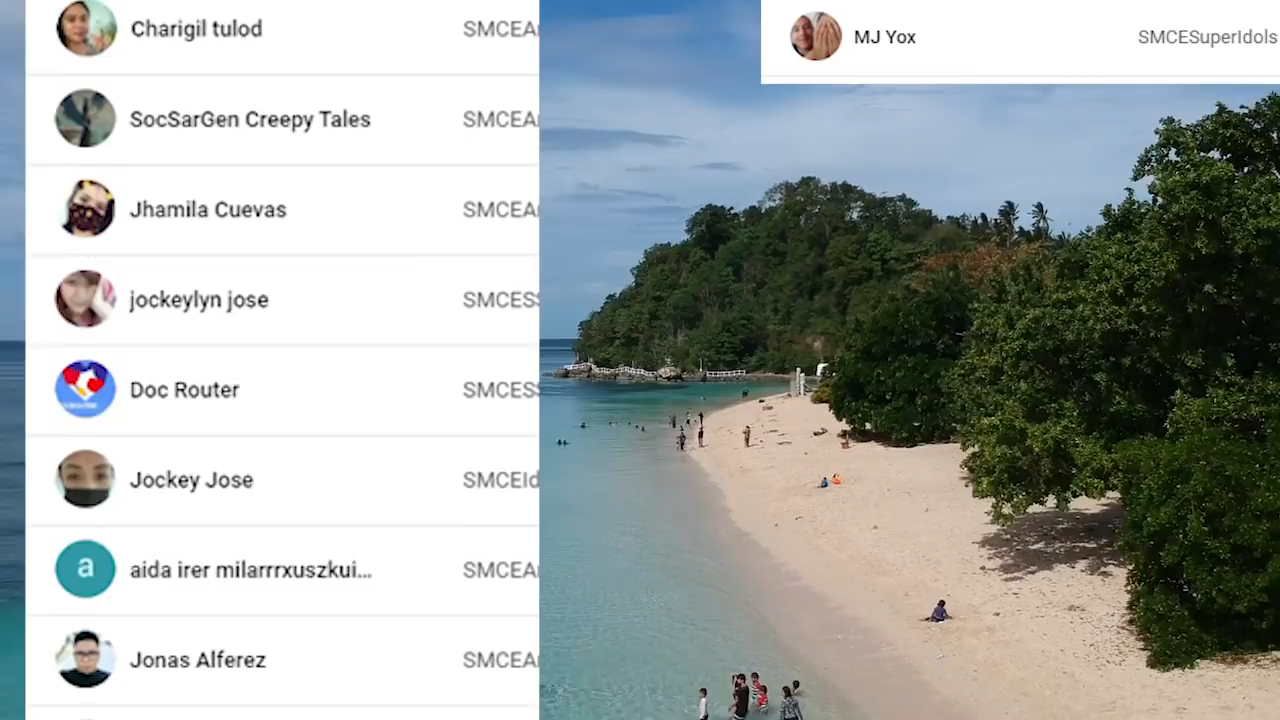 Charigil tulod SMCEA
SocSarGen Creepy Tales SMCEA
Jhamila Cuevas SMCEA
jockeylyn jose SMCES
Doc Router SMCES
Jockey Jose SMCEId
a aida irer milarrrxuszkui... SMCEA
Jonas Alferez SMCEA
MJ Yox SMCESuperIdols